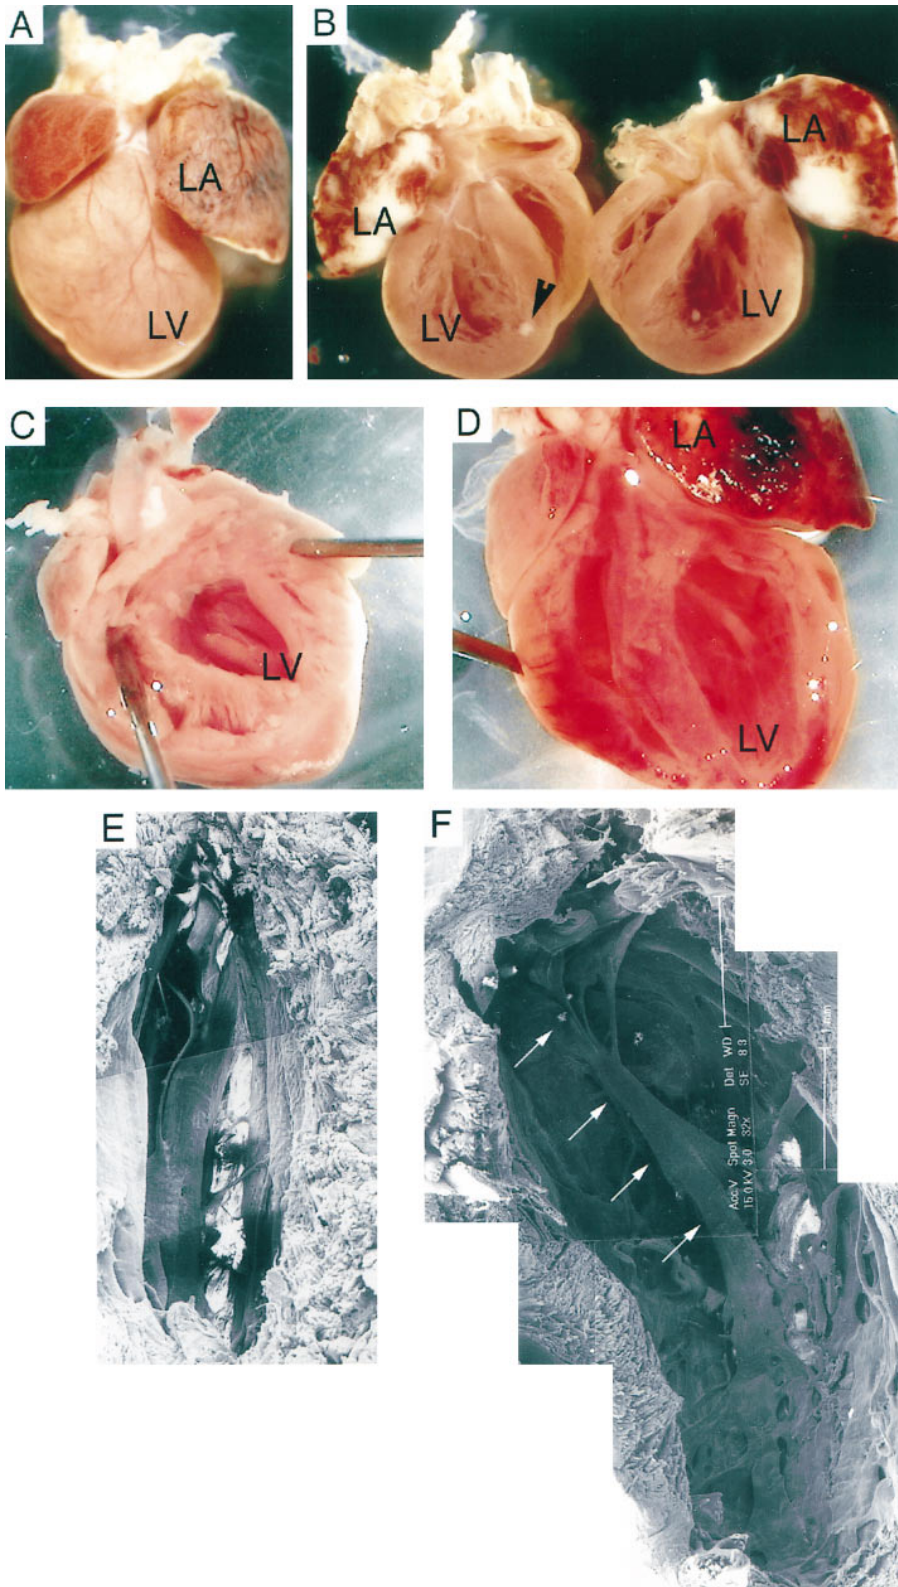 A
LA
LV
B
LA
LA
LV
LV
C
LV
D
LA
LV
E
F
Acc.V Spot Magn Det WD
15.0 kV 3.0 32x SE 8.3
1 mm